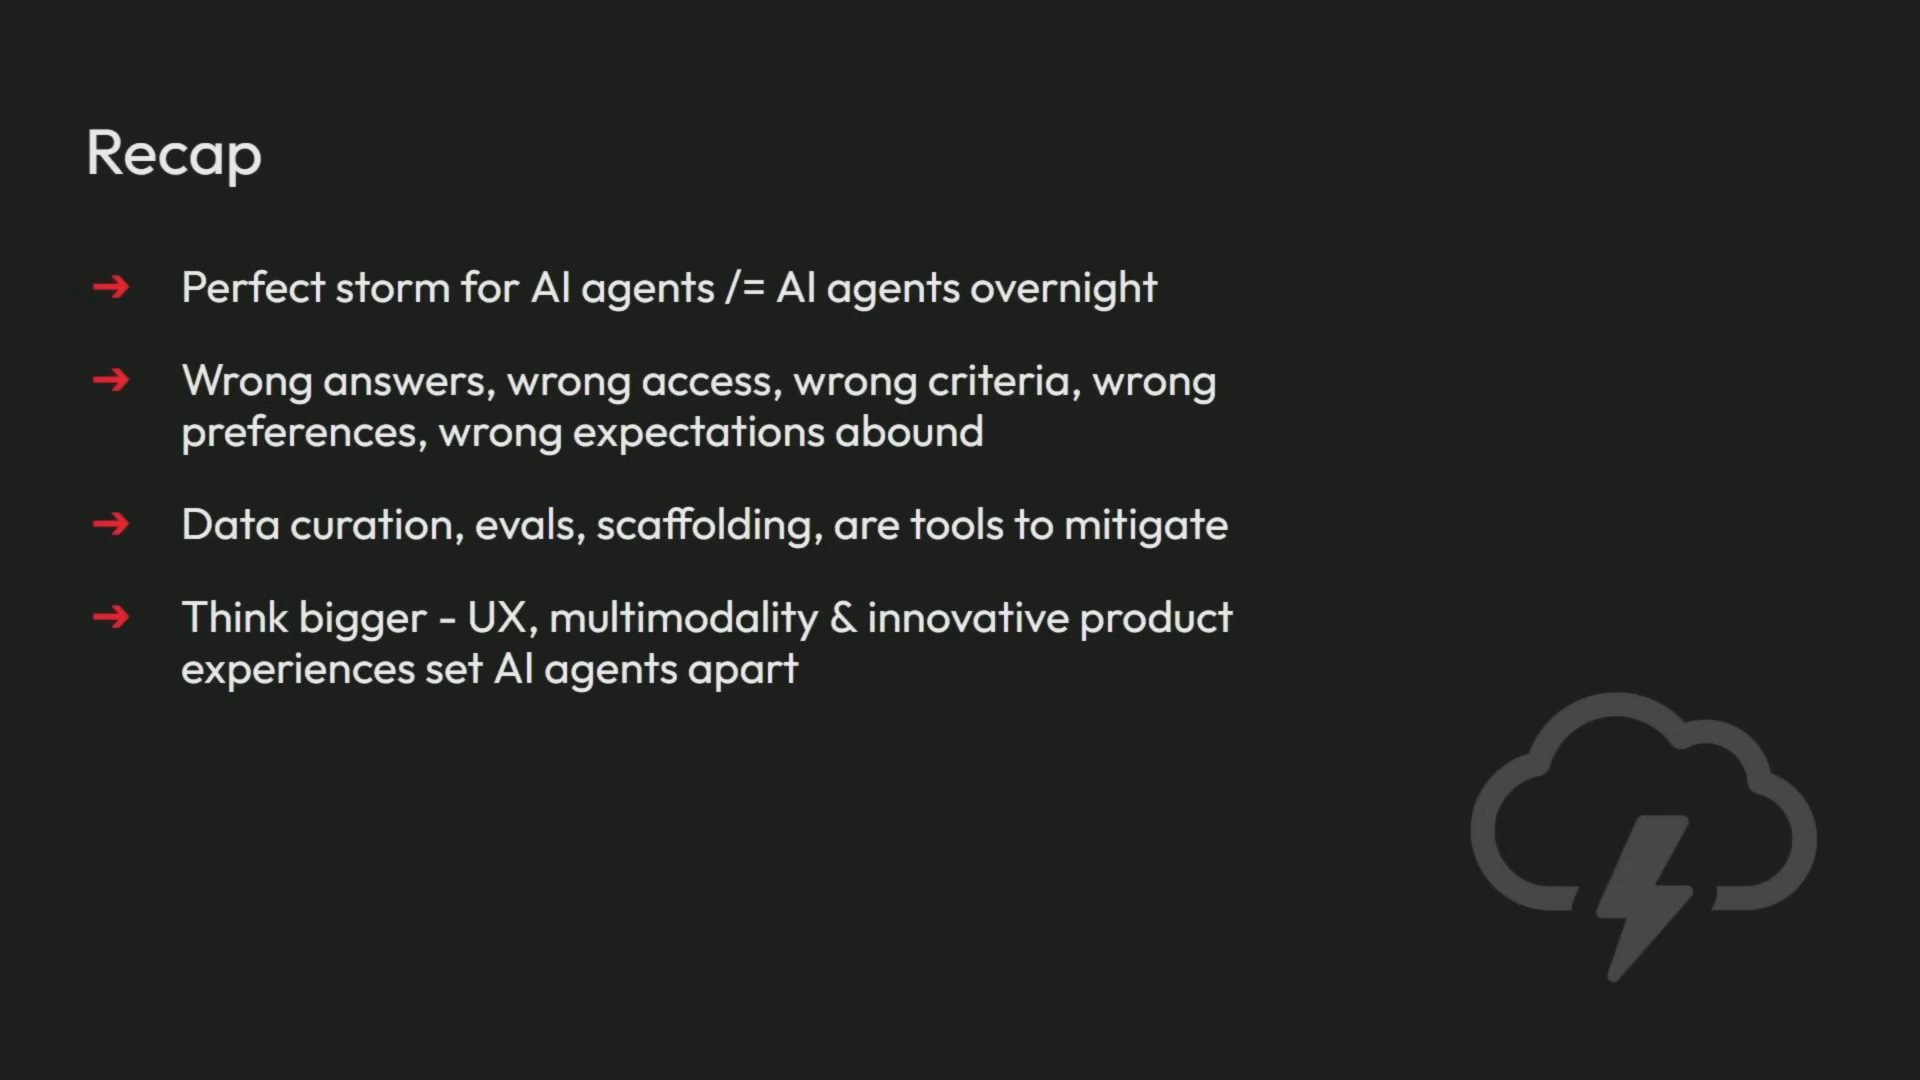 Recap
➔ Perfect storm for AI agents /= AI agents overnight
➔ Wrong answers, wrong access, wrong criteria, wrong
preferences, wrong expectations abound
➔ Data curation, evals, scaffolding, are tools to mitigate
➔ Think bigger - UX, multimodality & innovative product
experiences set AI agents apart